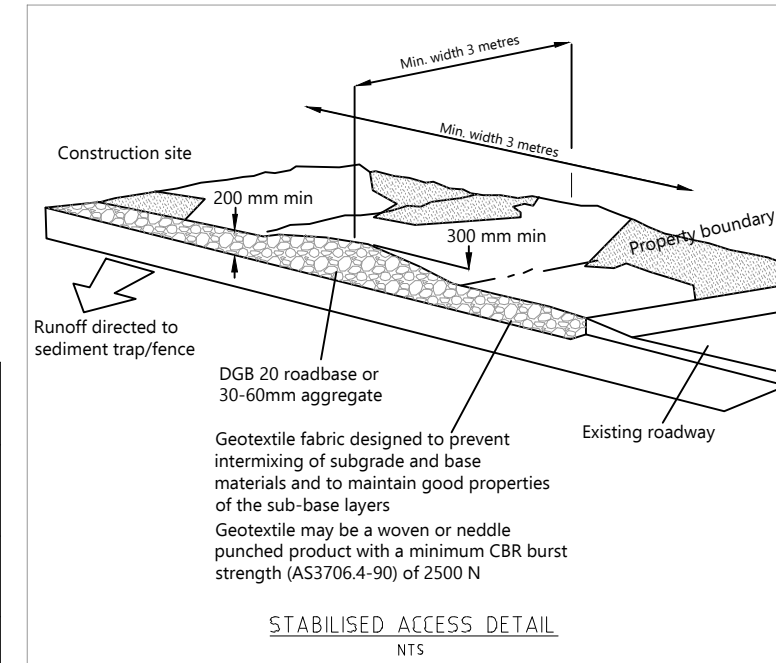 Min. width 3 metres
Min. width 3 metres
Construction site
200 mm min
300 mm min
Property boundary
Runoff directed to
sediment trap/fence
DGB 20 roadbase or
30-60mm aggregate
Existing roadway
Geotextile fabric designed to prevent
intermixing of subgrade and base
materials and to maintain good properties
of the sub-base layers
Geotextile may be a woven or neddle
punched product with a minimum CBR burst
strength (AS3706.4-90) of 2500 N
STABILISED ACCESS DETAIL
NTS